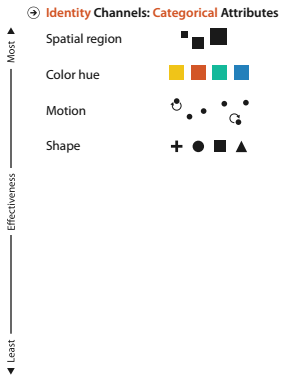 Identity Channels: Categorical Attributes
Most
Spatial region
Color hue
Motion
Shape
Effectiveness
Least